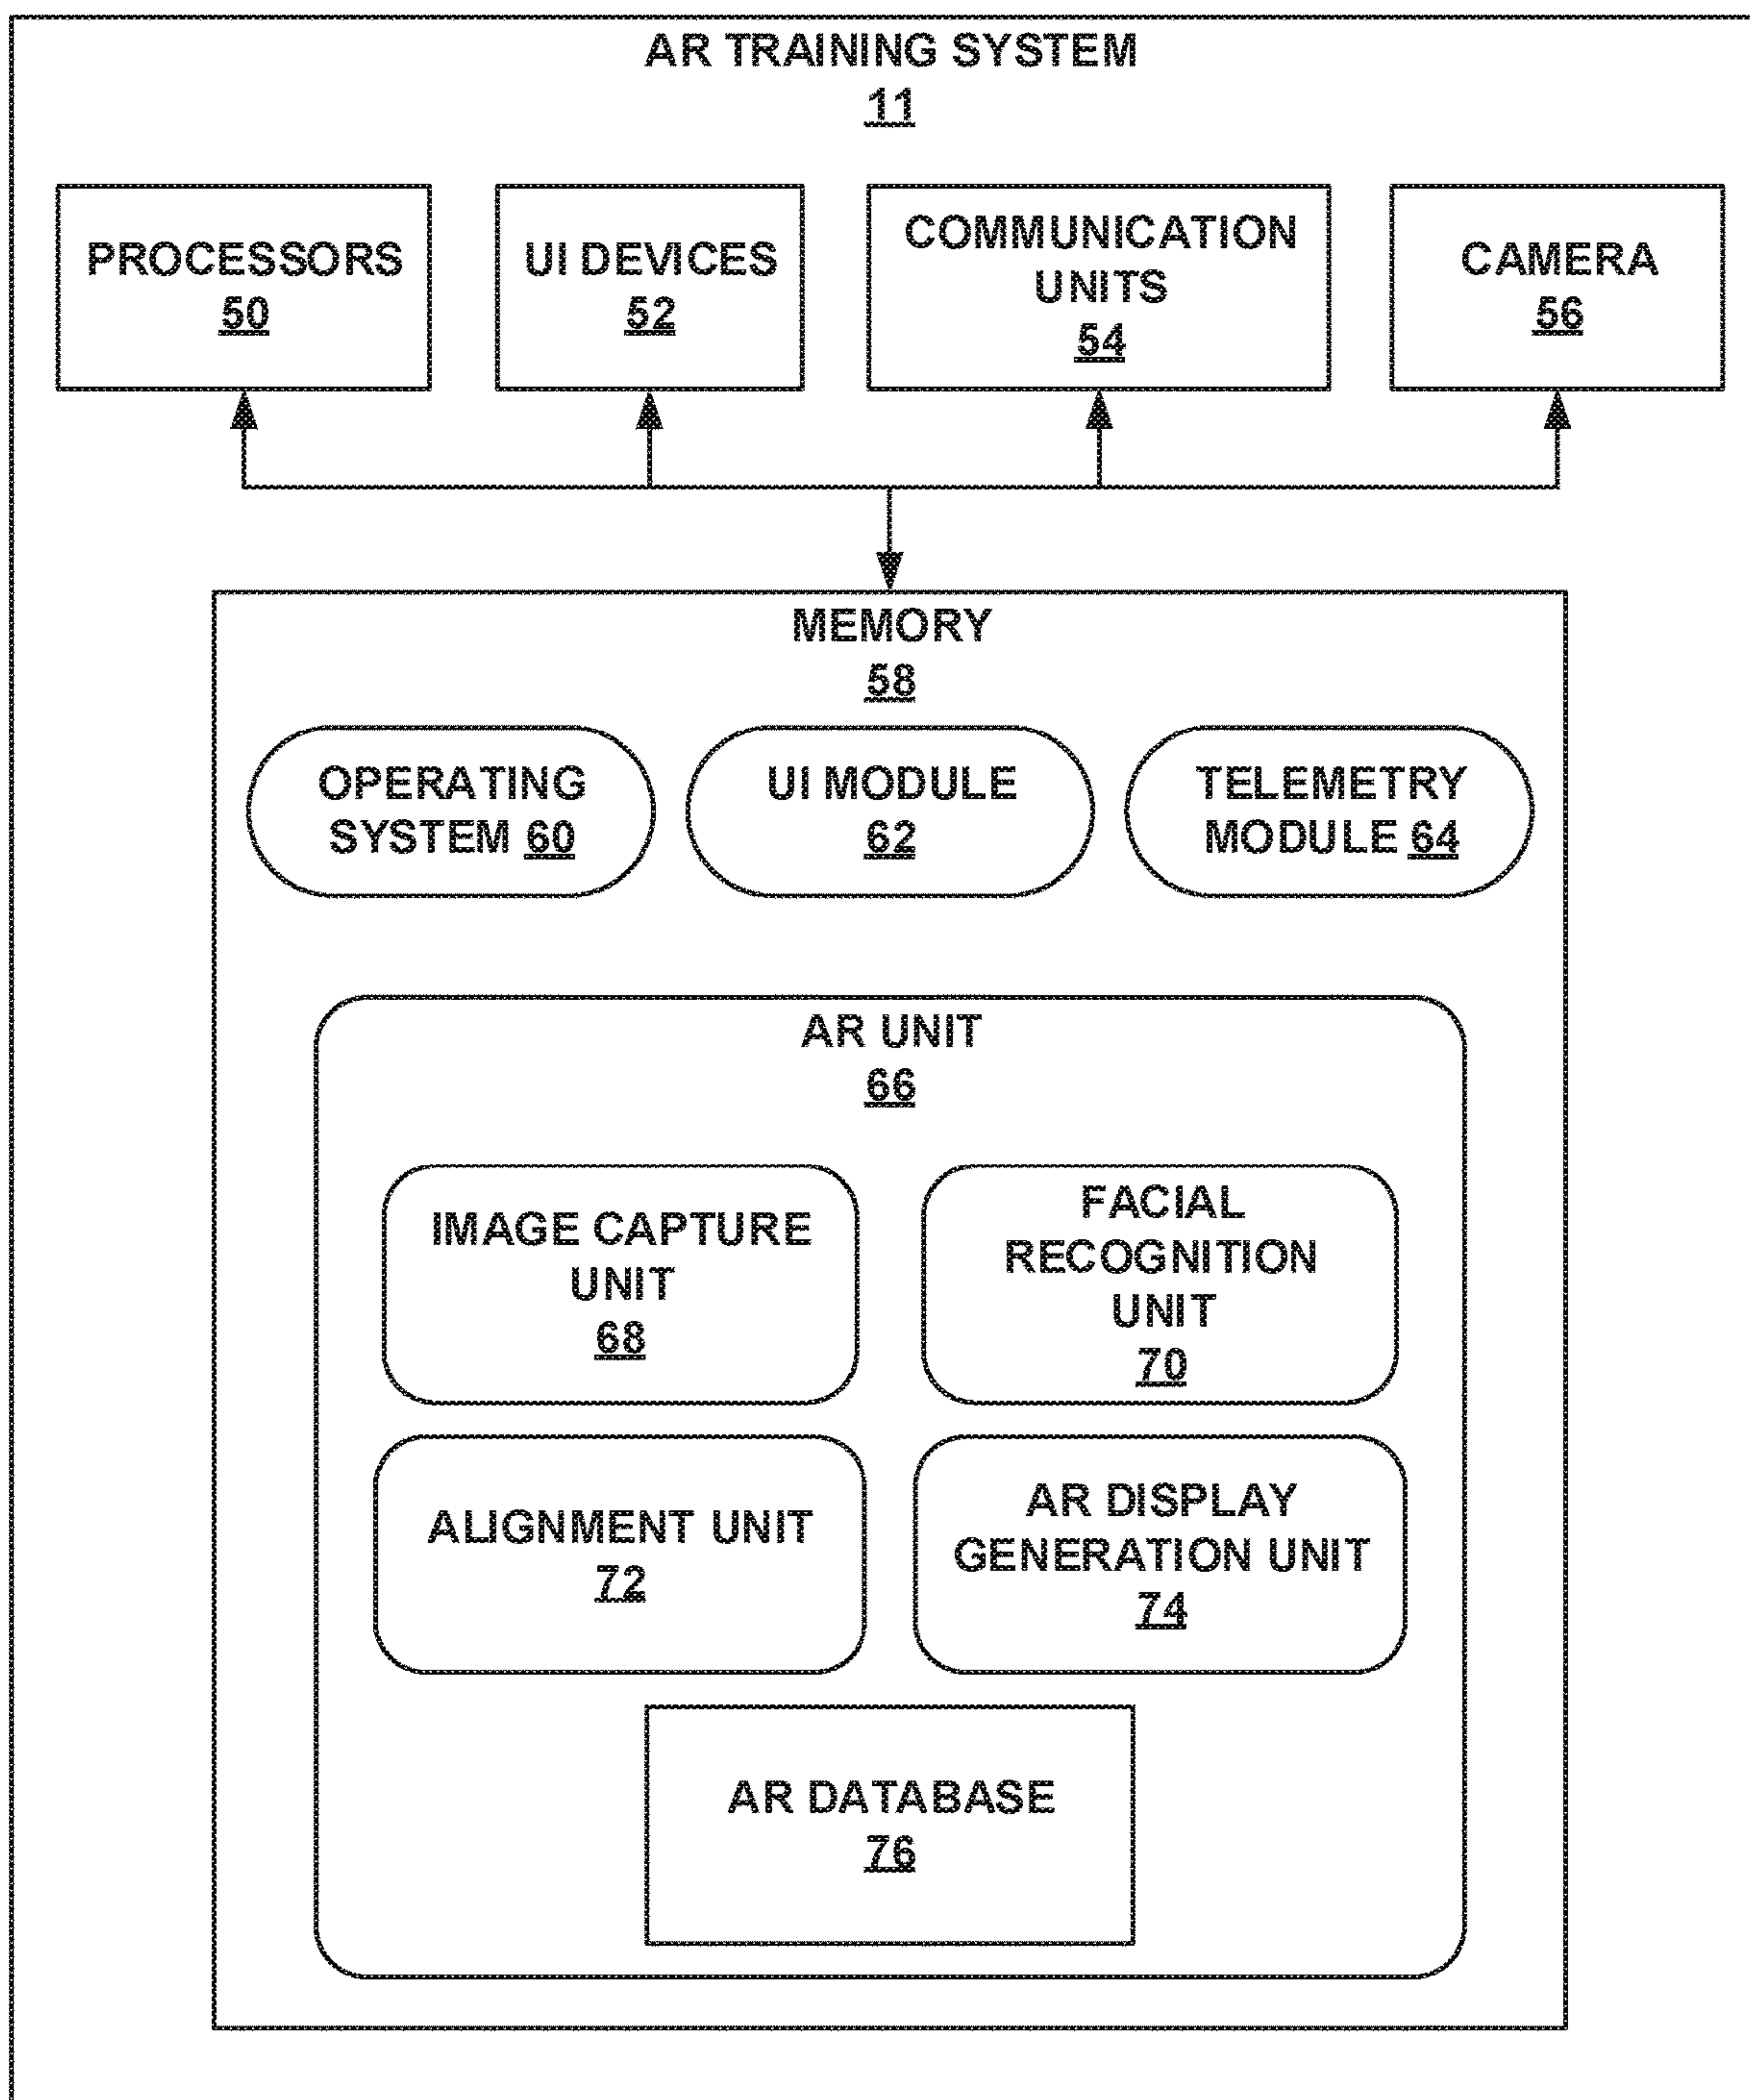 AR TRAINING SYSTEM
11
PROCESSORS
50
UI DEVICES
52
COMMUNICATION
UNITS
54
CAMERA
56
MEMORY
58
OPERATING
SYSTEM 60
UI MODULE
62
TELEMETRY
MODULE 64
AR UNIT
66
IMAGE CAPTURE
UNIT
68
FACIAL
RECOGNITION
UNIT
70
ALIGNMENT UNIT
72
AR DISPLAY
GENERATION UNIT
74
AR DATABASE
76